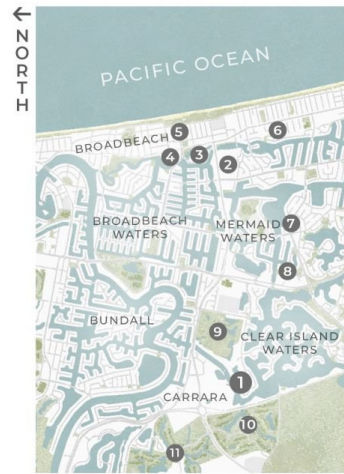 ←
NORTH
PACIFIC OCEAN
BROADBEACH
5
6
4
3
2
BROADBEACH
WATERS
MERMAID
WATERS
7
8
BUNDALL
9
CLEAR ISLAND
WATERS
1
CARRARA
10
11